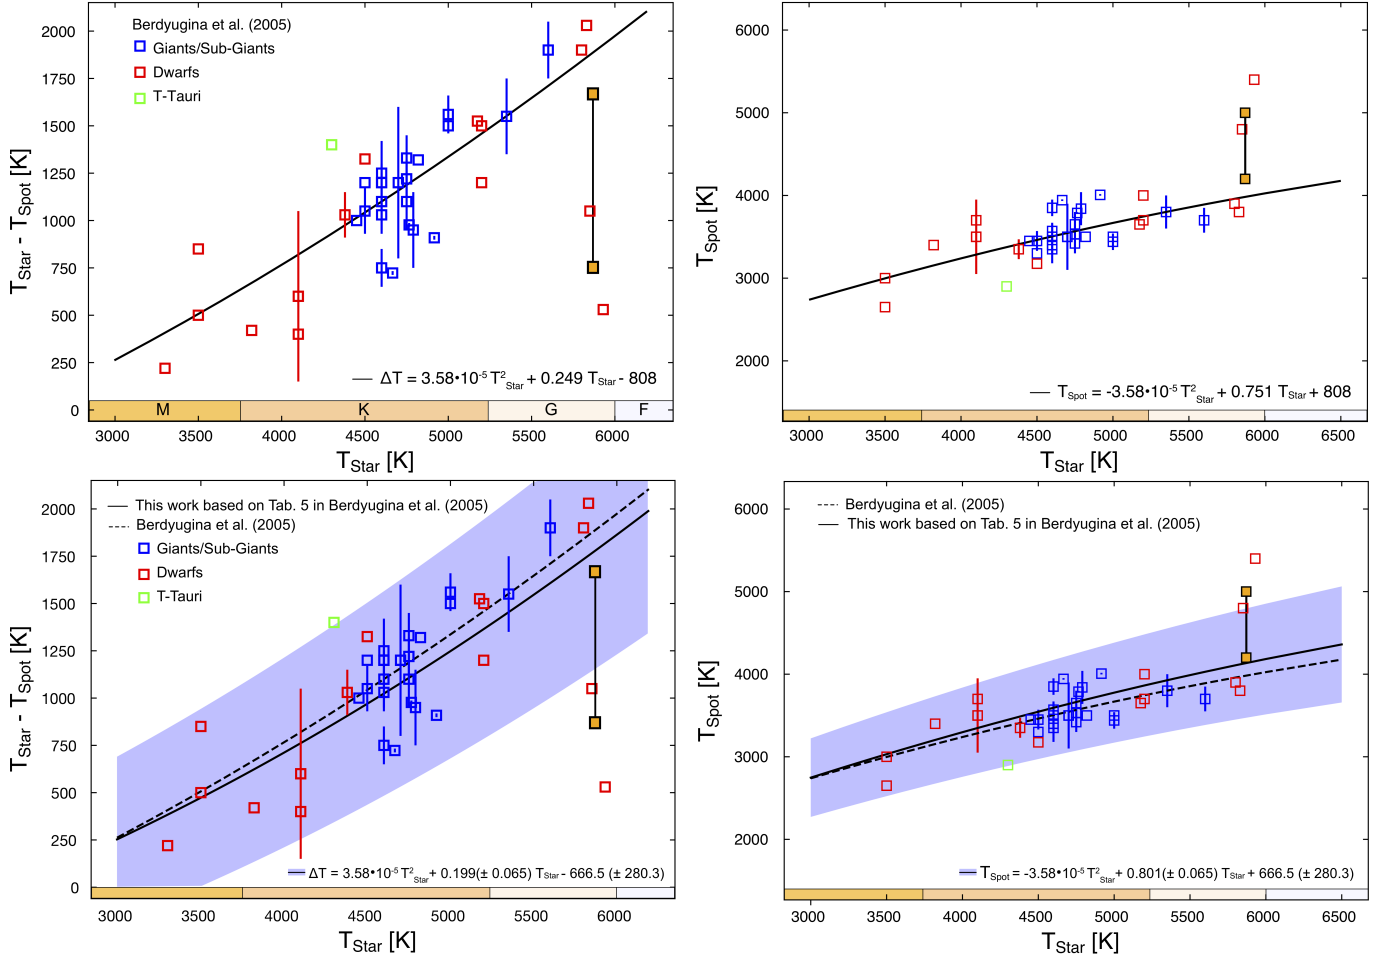 Berdyugina et al. (2005)
Giants/Sub-Giants
Dwarfs
T-Tauri
2000
1750
1500
1250
1000
750
500
250
0
T_Star - T_Spot [K]
ΔT = 3.58•10^-5 T^2_Star + 0.249 T_Star - 808
M K G F
3000 3500 4000 4500 5000 5500 6000
T_Star [K]
6000
5000
4000
3000
2000
T_Spot [K]
T_Spot = -3.58•10^-5 T^2_Star + 0.751 T_Star + 808
3000 3500 4000 4500 5000 5500 6000 6500
T_Star [K]
This work based on Tab. 5 in Berdyugina et al. (2005)
Berdyugina et al. (2005)
Giants/Sub-Giants
Dwarfs
T-Tauri
2000
1750
1500
1250
1000
750
500
250
0
T_Star - T_Spot [K]
ΔT = 3.58•10^-5 T^2_Star + 0.199(± 0.065) T_Star - 666.5 (± 280.3)
3000 3500 4000 4500 5000 5500 6000
T_Star [K]
Berdyugina et al. (2005)
This work based on Tab. 5 in Berdyugina et al. (2005)
6000
5000
4000
3000
2000
T_Spot [K]
T_Spot = -3.58•10^-5 T^2_Star + 0.801(± 0.065) T_Star + 666.5 (± 280.3)
3000 3500 4000 4500 5000 5500 6000 6500
T_Star [K]